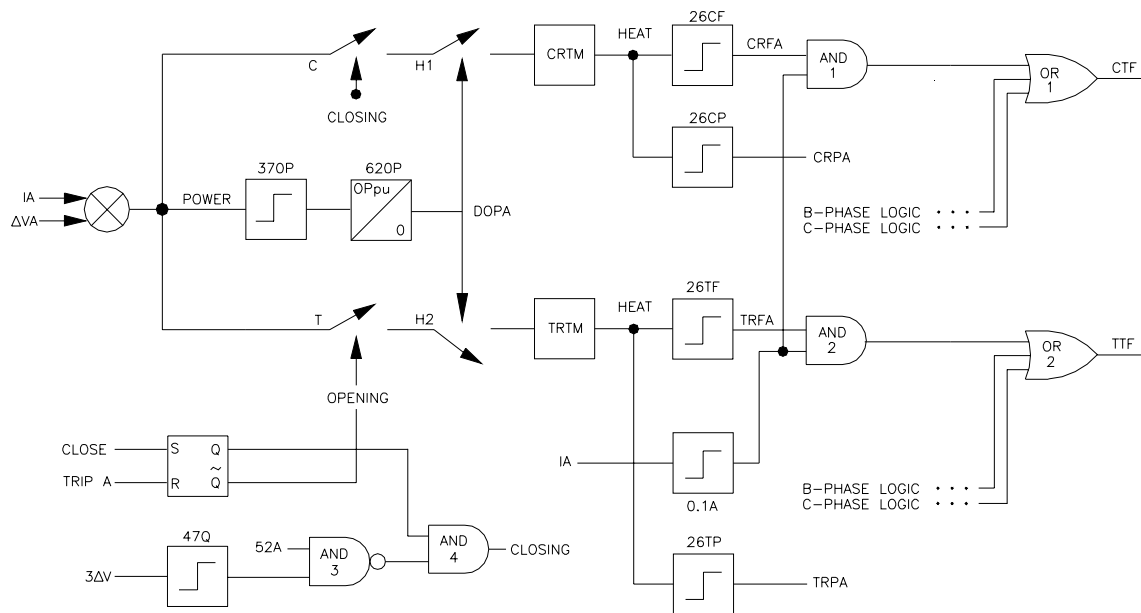 26CF
HEAT
CRFA
C
H1
CRTM
AND
1
OR
1
CTF
CLOSING
26CP
CRPA
370P
620P
IA
ΔVA
POWER
OPpu
0
DOPA
B-PHASE LOGIC
C-PHASE LOGIC
HEAT
26TF
T
H2
TRTM
TRFA
AND
2
OR
2
TTF
OPENING
CLOSE
S
Q
TRIP A
R
~Q
IA
0.1A
B-PHASE LOGIC
C-PHASE LOGIC
47Q
52A
AND
3
AND
4
CLOSING
26TP
3ΔV
TRPA